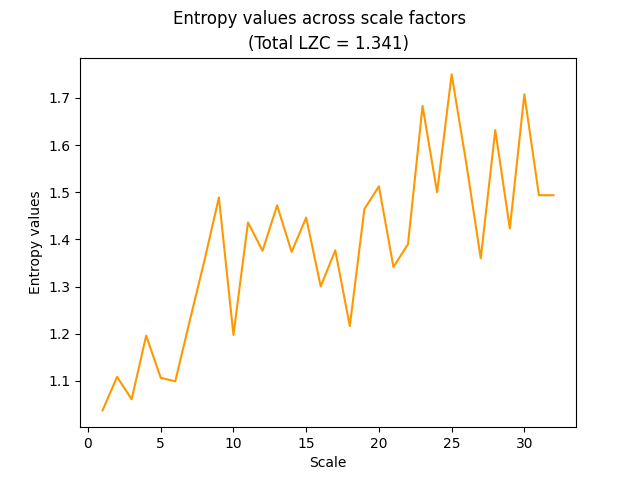 Entropy values across scale factors
(Total LZC = 1.341)
1.7
1.6
1.5
1.4
1.3
1.2
1.1
Entropy values
0 5 10 15 20 25 30
Scale